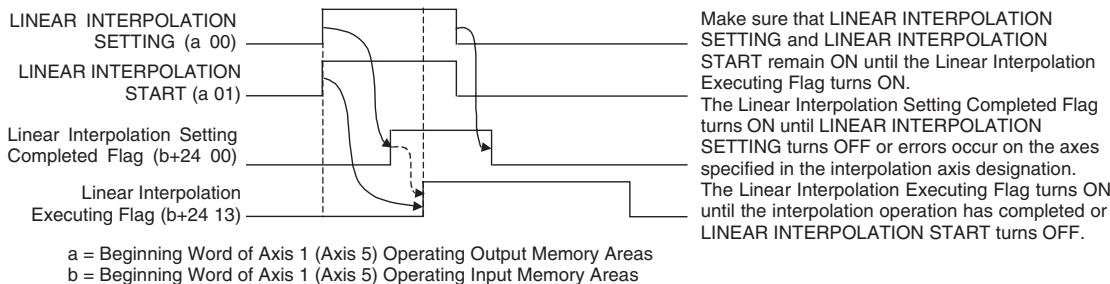 LINEAR INTERPOLATION
SETTING (a 00)
LINEAR INTERPOLATION
START (a 01)
Linear Interpolation Setting
Completed Flag (b+24 00)
Linear Interpolation
Executing Flag (b+24 13)
a = Beginning Word of Axis 1 (Axis 5) Operating Output Memory Areas
b = Beginning Word of Axis 1 (Axis 5) Operating Input Memory Areas
Make sure that LINEAR INTERPOLATION
SETTING and LINEAR INTERPOLATION
START remain ON until the Linear Interpolation
Executing Flag turns ON.
The Linear Interpolation Setting Completed Flag
turns ON until LINEAR INTERPOLATION
SETTING turns OFF or errors occur on the axes
specified in the interpolation axis designation.
The Linear Interpolation Executing Flag turns ON
until the interpolation operation has completed or
LINEAR INTERPOLATION START turns OFF.